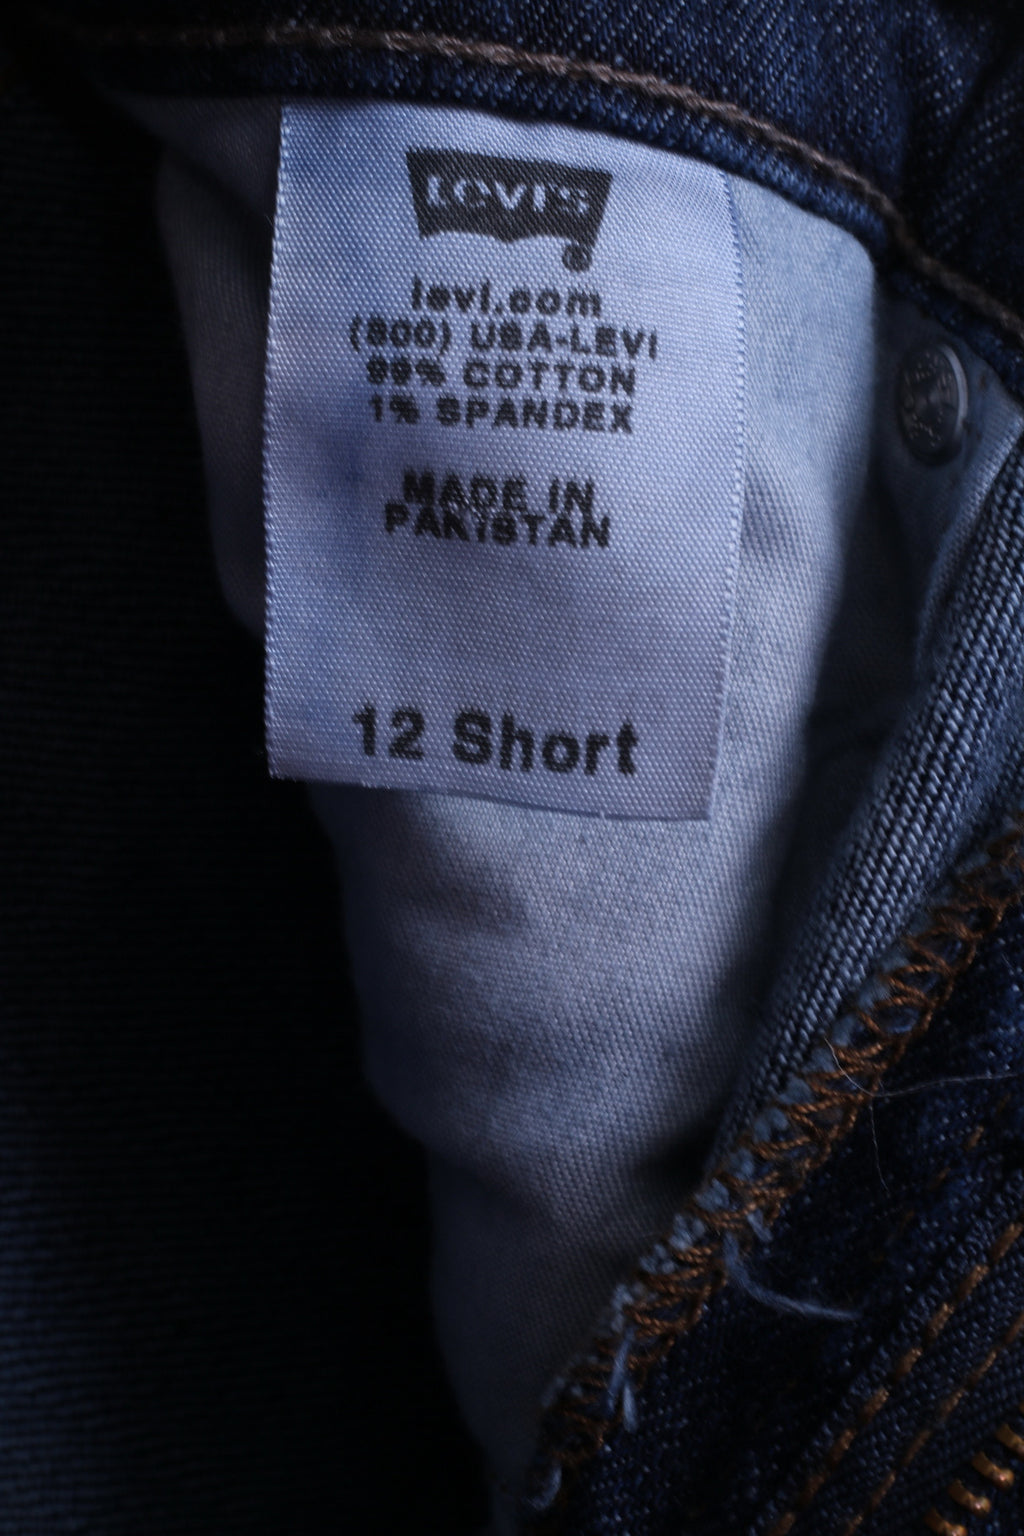 LEVI'S
®
levi.com
(800) USA-LEVI
99% COTTON
1% SPANDEX
MADE IN
PAKISTAN
12 Short